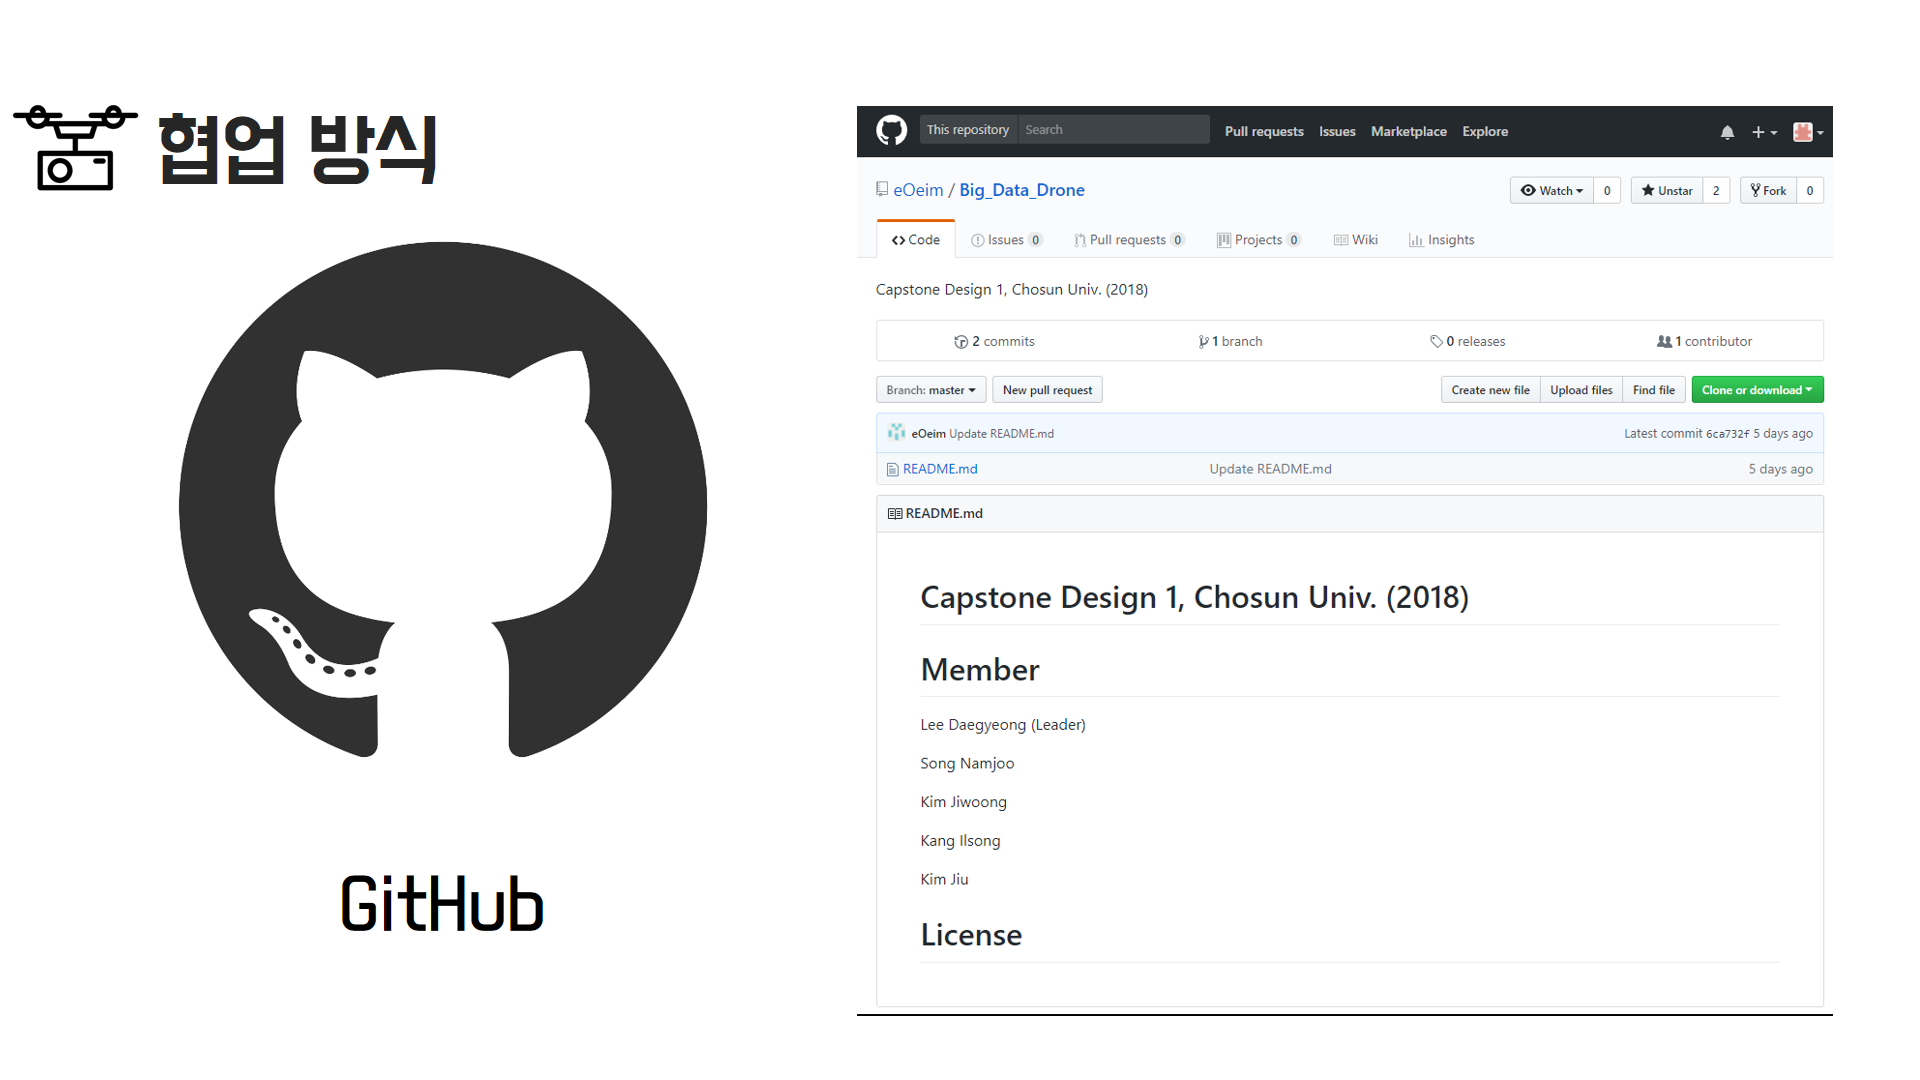 협업 방식
GitHub
This repository Search Pull requests Issues Marketplace Explore
eOeim / Big_Data_Drone
Watch 0 Unstar 2 Fork 0
Code Issues 0 Pull requests 0 Projects 0 Wiki Insights
Capstone Design 1, Chosun Univ. (2018)
2 commits 1 branch 0 releases 1 contributor
Branch: master New pull request Create new file Upload files Find file Clone or download
eOeim Update README.md Latest commit 6ca732f 5 days ago
README.md Update README.md 5 days ago
README.md
Capstone Design 1, Chosun Univ. (2018)
Member
Lee Daegyeong (Leader)
Song Namjoo
Kim Jiwoong
Kang Ilsong
Kim Jiu
License